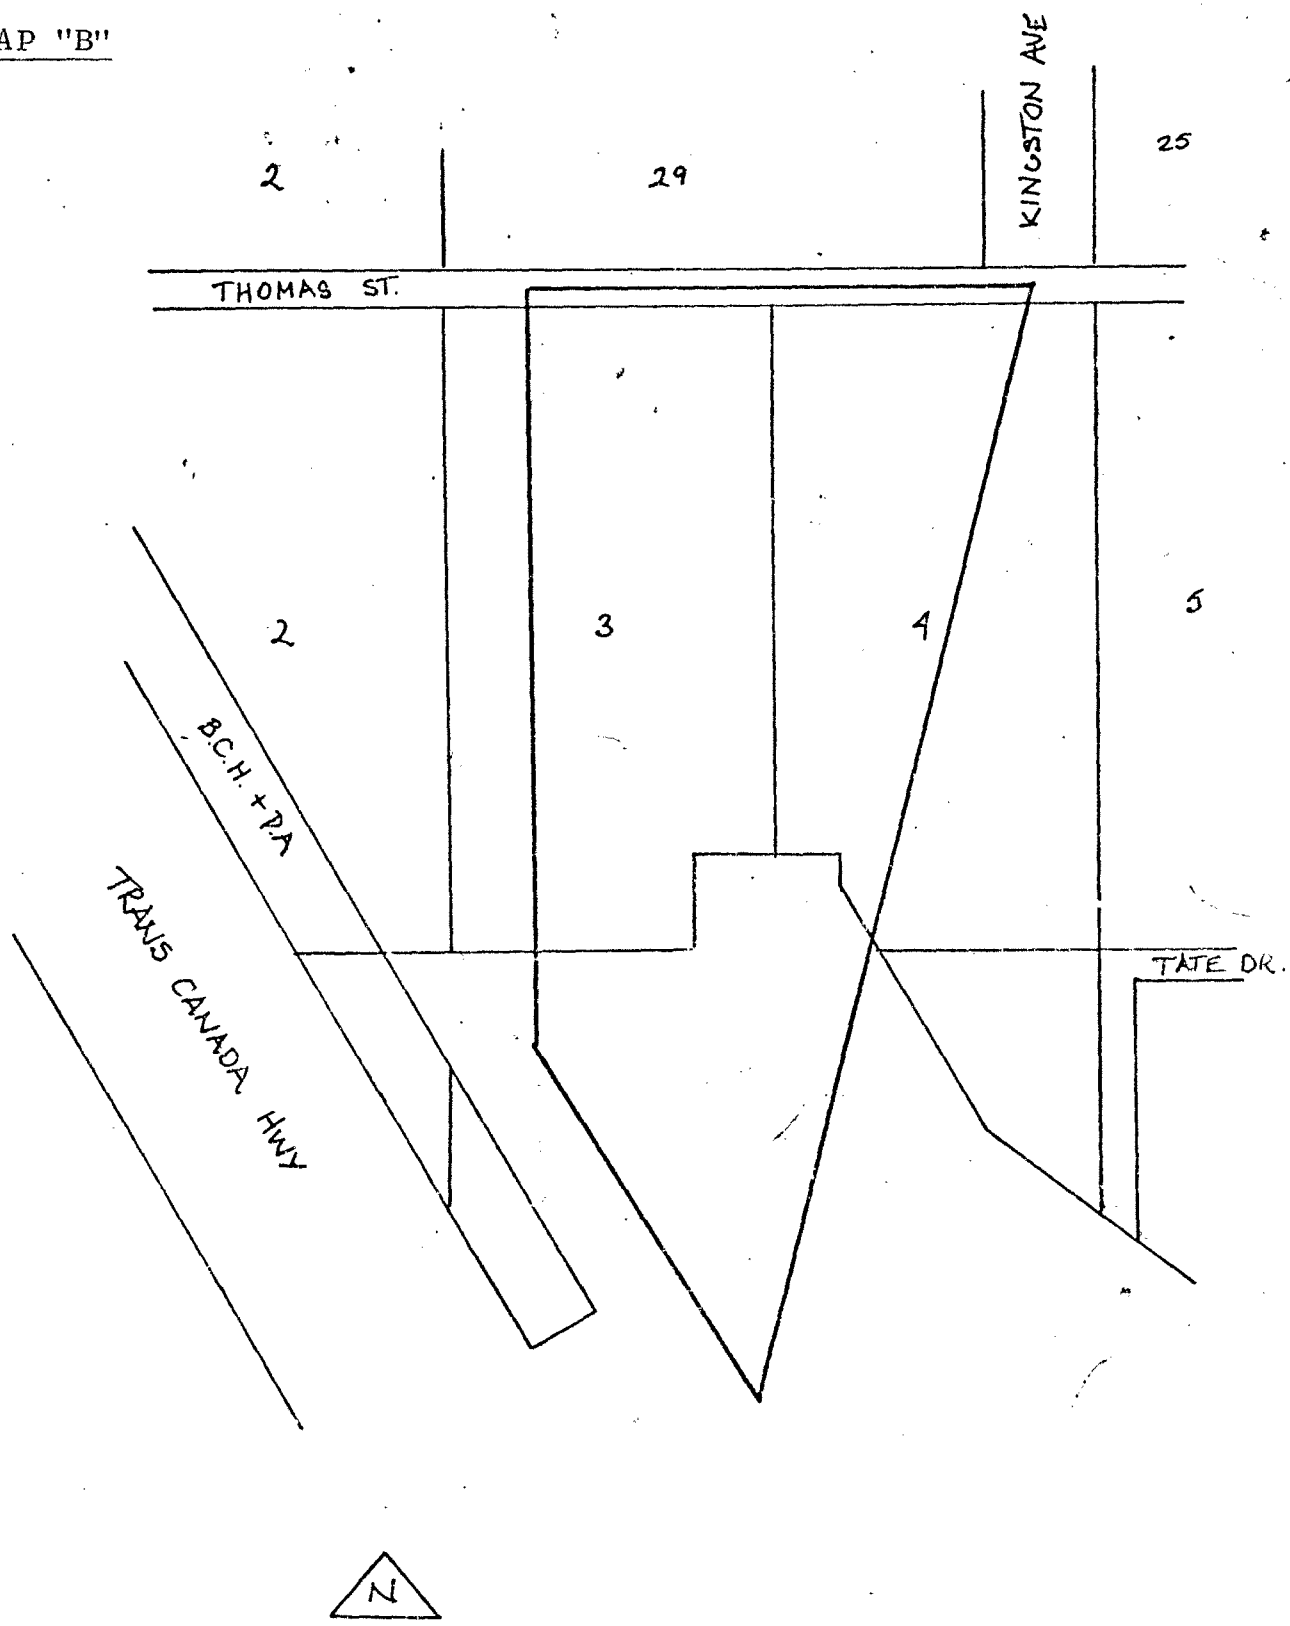 AP "B"
KINGSTON AVE
2
29
25
THOMAS ST.
2
3
4
5
B.C.H. + P.A
TRANS CANADA HWY
TATE DR.
N